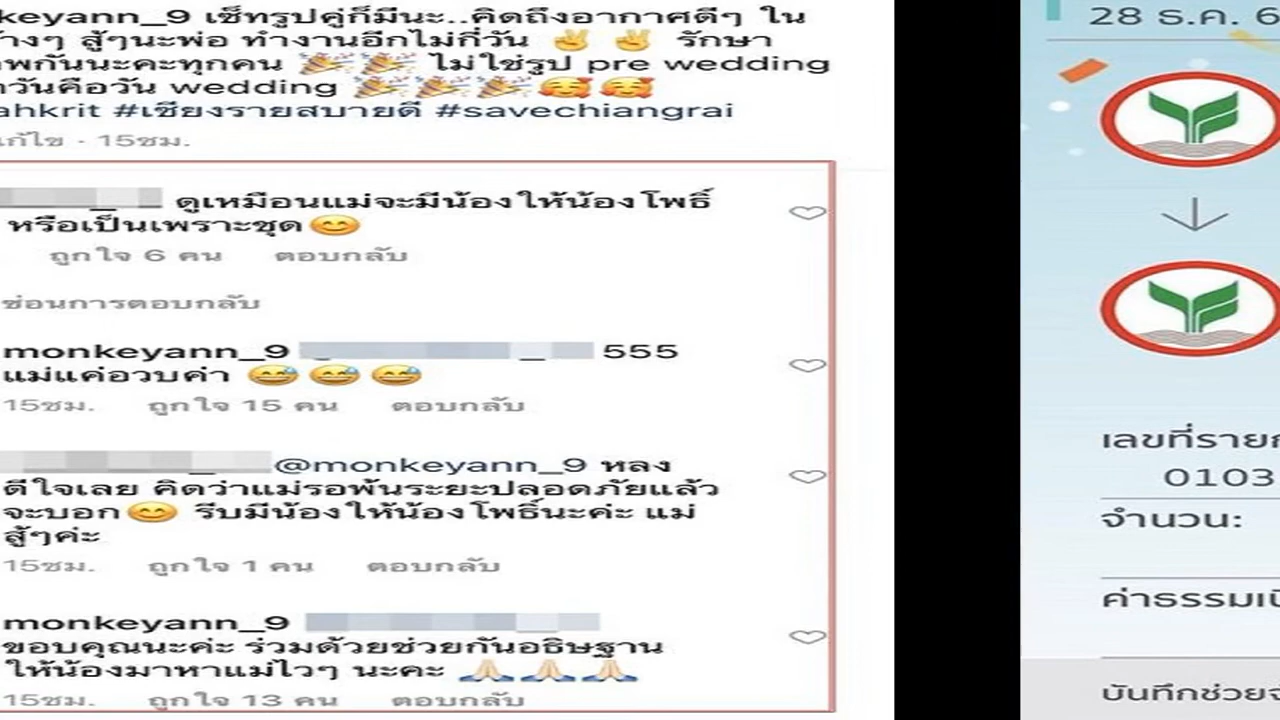 keyann_9 เซ็ทรูปคู่ก็มีนะ..คิดถึงอากาศดีๆ ใน
สู้ๆนะพ่อ ทำงานอีกไม่กี่วัน ✌️ ✌️ รักษา
กันนะคะทุกคน 🎉 🎉 ไม่ใช่รูป pre wedding
วันคือวัน wedding 🎉🎉🎉🥰🥰
ahkrit #เชียงรายสบายดี #savechiangrai
แก้ไข · 15ชม.
ดูเหมือนแม่จะมีน้องให้น้องโพธิ์
หรือเป็นเพราะชุด😊
ถูกใจ 6 คน ตอบกลับ
ซ่อนการตอบกลับ
monkeyann_9 555
แม่แค่อวบค่า 😅 😅 😅
15ชม. ถูกใจ 15 คน ตอบกลับ
@monkeyann_9 หลง
ดีใจเลย คิดว่าแม่รอพ้นระยะปลอดภัยแล้ว
จะบอก😊 รีบมีน้องให้น้องโพธิ์นะค่ะ แม่
สู้ๆค่ะ
15ชม. ถูกใจ 1 คน ตอบกลับ
monkeyann_9
ขอบคุณนะค่ะ ร่วมด้วยช่วยกันอธิษฐาน
ให้น้องมาหาแม่ไวๆ นะคะ 🙏🏻🙏🏻🙏🏻
15ชม. ถูกใจ 13 คน ตอบกลับ
28 ธ.ค. 6
เลขที่ราย
0103
จำนวน:
ค่าธรรมเ
บันทึกช่วย